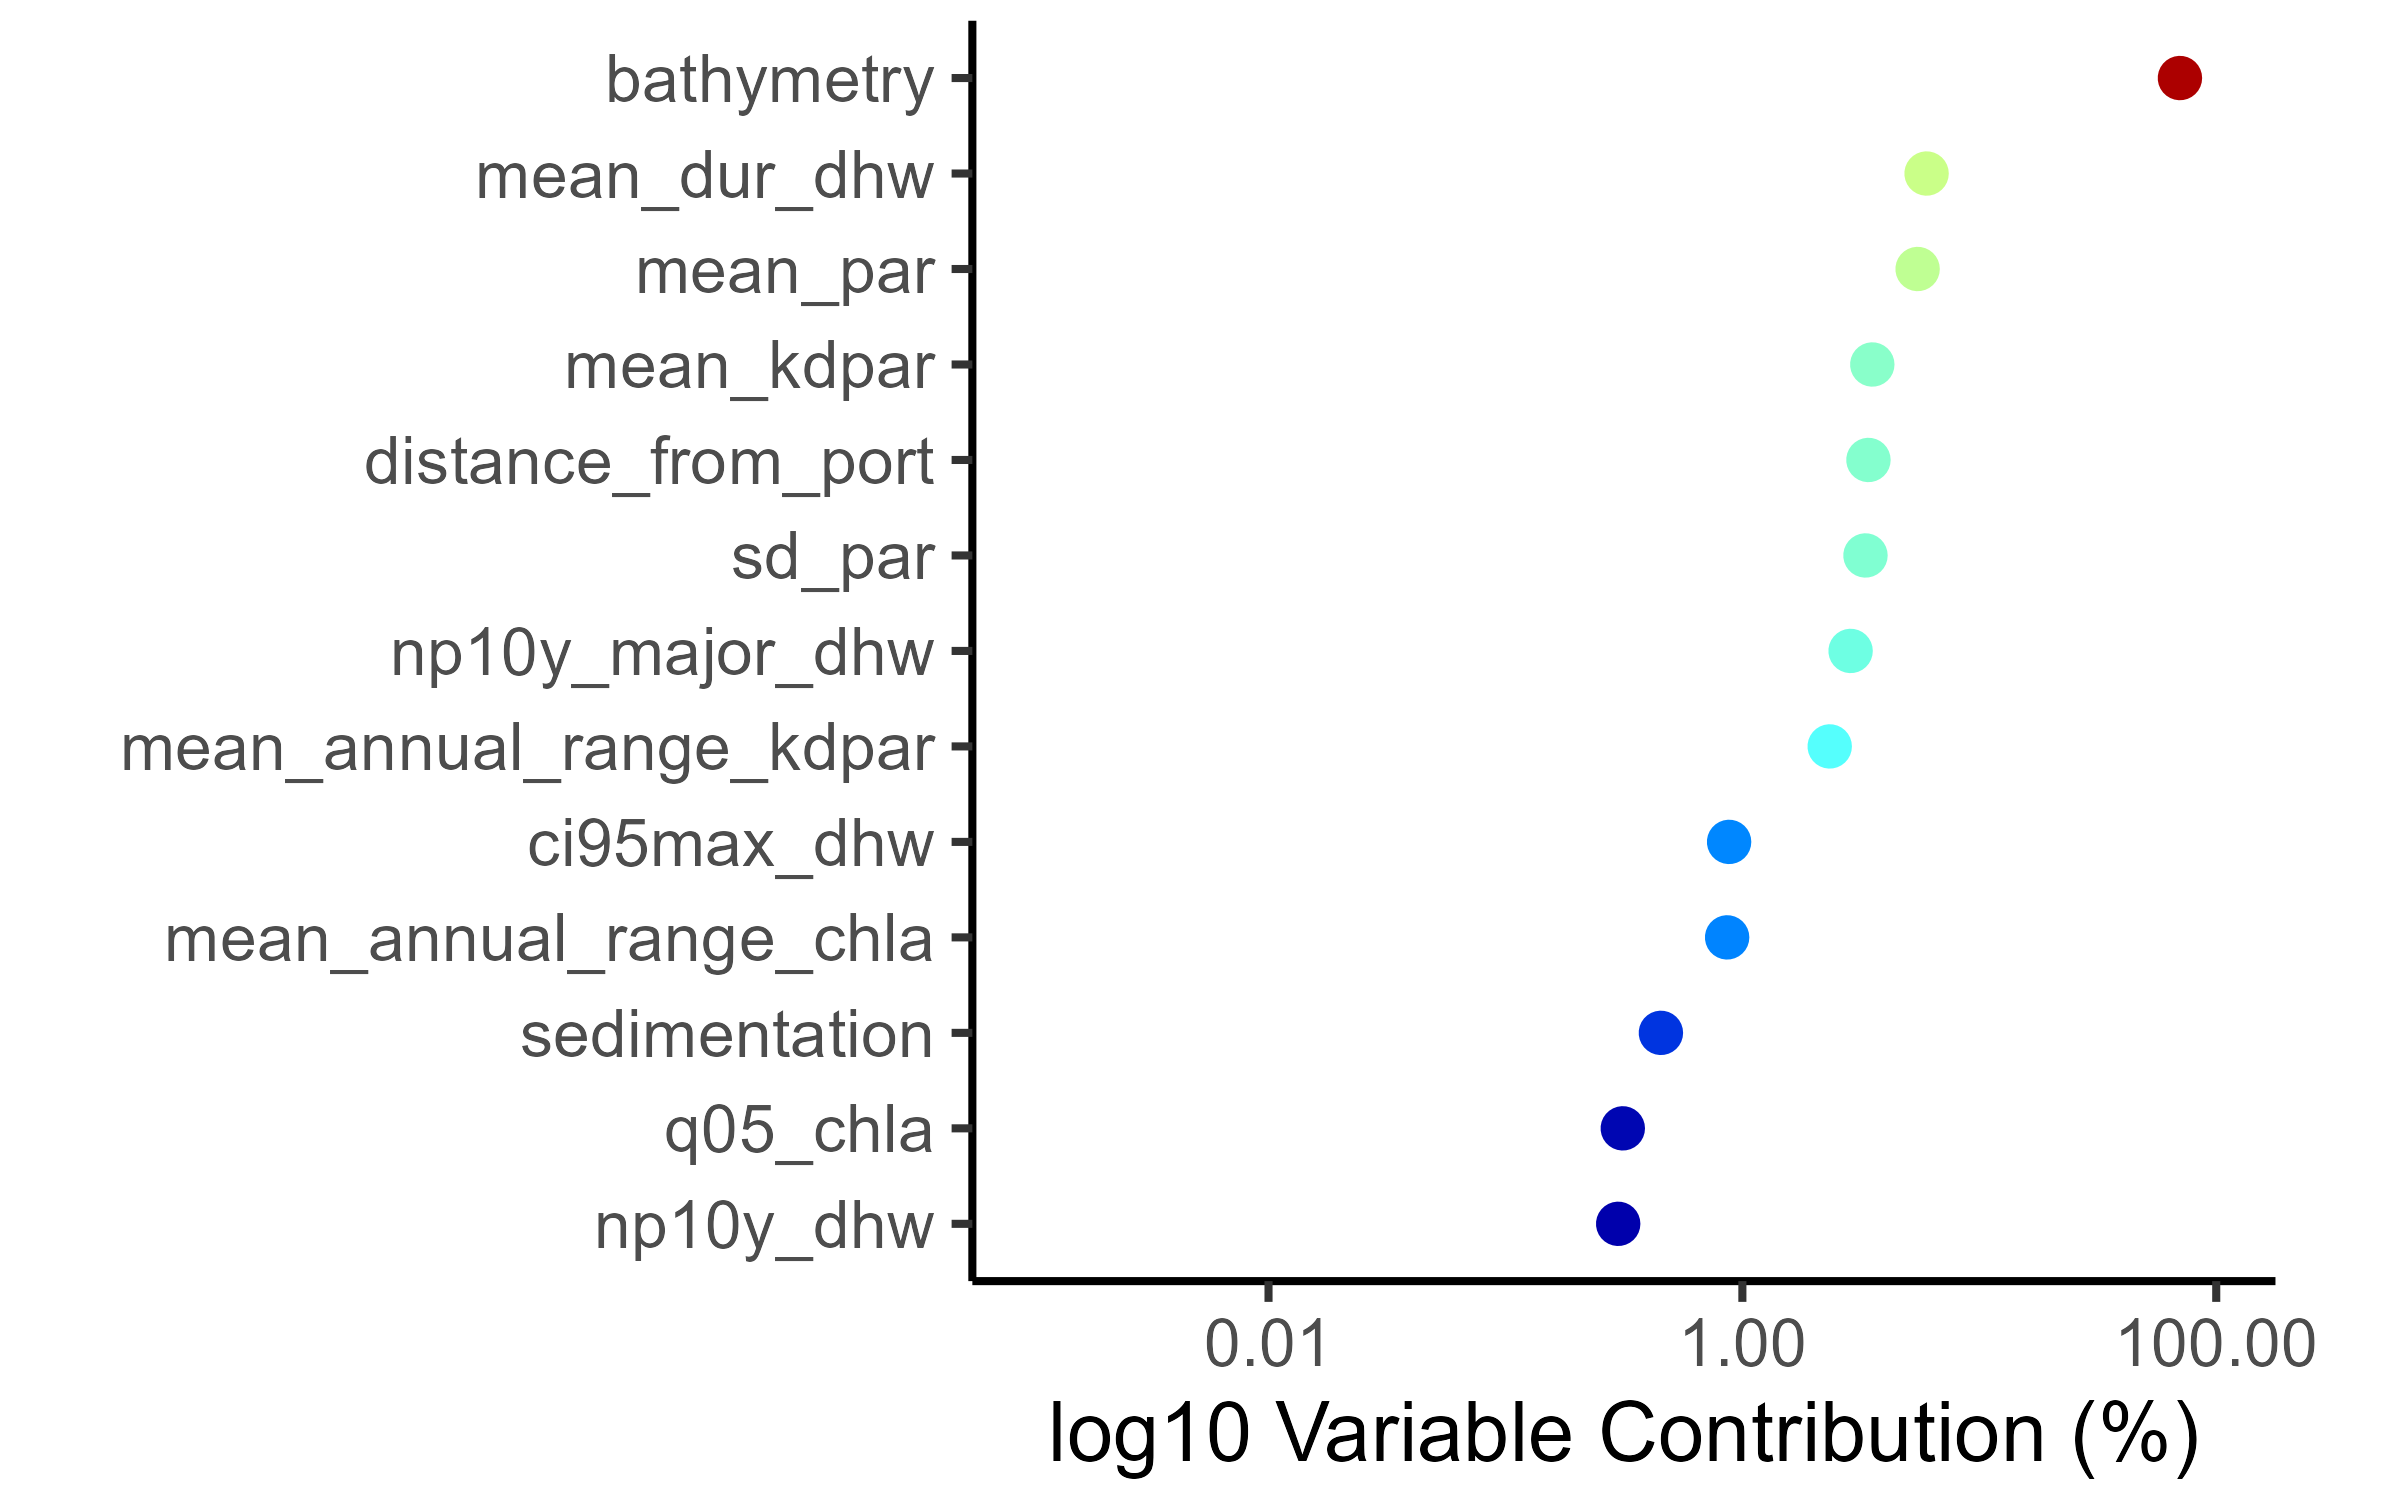 bathymetry
mean_dur_dhw
mean_par
mean_kdpar
distance_from_port
sd_par
np10y_major_dhw
mean_annual_range_kdpar
ci95max_dhw
mean_annual_range_chla
sedimentation
q05_chla
np10y_dhw
0.01 1.00 100.00
log10 Variable Contribution (%)